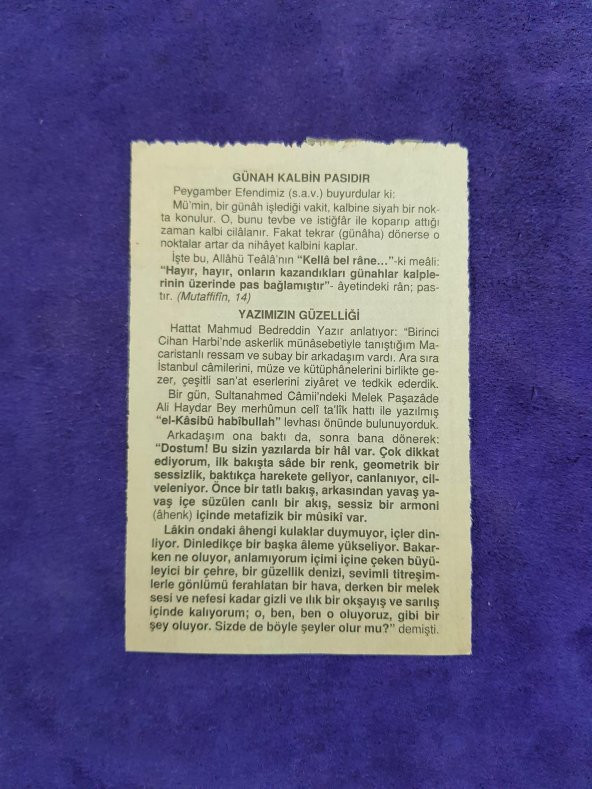 GÜNAH KALBİN PASIDIR
Peygamber Efendimiz (s.a.v.) buyurdular ki:
Mü'min, bir günâh işlediği vakit, kalbine siyah bir nok-
ta konulur. O, bunu tevbe ve istiğfâr ile koparıp attığı
zaman kalbi cilâlanır. Fakat tekrar (günâha) dönerse o
noktalar artar da nihâyet kalbini kaplar.
İşte bu, Allâhü Teâlâ'nın "Kellâ bel râne..."-ki meâli:
"Hayır, hayır, onların kazandıkları günahlar kalple-
rinin üzerinde pas bağlamıştır"- âyetindeki rân; pas-
tır. (Mutaffifîn, 14)
YAZIMIZIN GÜZELLİĞİ
Hattat Mahmud Bedreddin Yazır anlatıyor: "Birinci
Cihan Harbi'nde askerlik münâsebetiyle tanıştığım Ma-
caristanlı ressam ve subay bir arkadaşım vardı. Ara sıra
İstanbul câmilerini, müze ve kütüphânelerini birlikte ge-
zer, çeşitli san'at eserlerini ziyâret ve tedkik ederdik.
Bir gün, Sultanahmed Câmii'ndeki Melek Paşazâde
Ali Haydar Bey merhûmun celî ta'lîk hattı ile yazılmış
"el-Kâsibü habîbullah" levhası önünde bulunuyorduk.
Arkadaşım ona baktı da, sonra bana dönerek:
"Dostum! Bu sizin yazılarda bir hâl var. Çok dikkat
ediyorum, ilk bakışta sâde bir renk, geometrik bir
sessizlik, baktıkça harekete geliyor, canlanıyor, cil-
veleniyor. Önce bir tatlı bakış, arkasından yavaş ya-
vaş içe süzülen canlı bir akış, sessiz bir armoni
(âhenk) içinde metafizik bir mûsikî var.
Lâkin ondaki âhengi kulaklar duymuyor, içler din-
liyor. Dinledikçe bir başka âleme yükseliyor. Bakar-
ken ne oluyor, anlamıyorum içimi içine çeken büyü-
leyici bir çehre, bir güzellik denizi, sevimli titreşim-
lerle gönlümü ferahlatan bir hava, derken bir melek
sesi ve nefesi kadar gizli ve ılık bir okşayış ve sarılış
içinde kalıyorum; o, ben, ben o oluyoruz, gibi bir
şey oluyor. Sizde de böyle şeyler olur mu?" demişti.